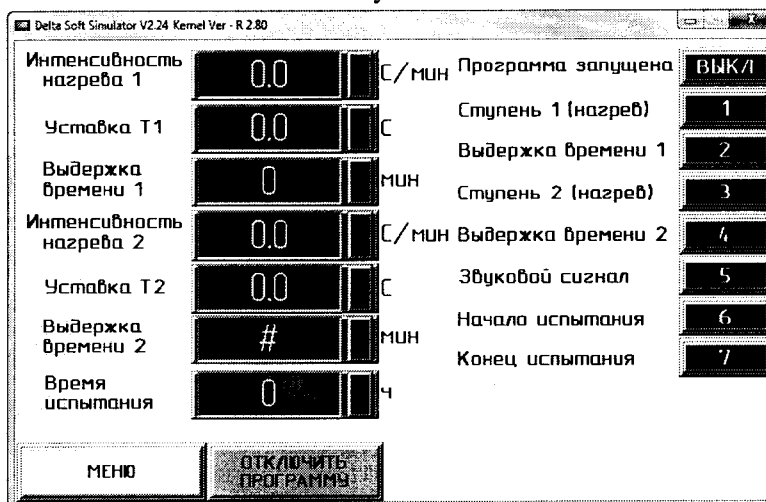 Delta Soft Simulator V2.24 Kernel Ver - R 2.80
Интенсивность
нагрева 1
0.0
С/мин
Уставка Т1
0.0
С
Выдержка
времени 1
0
мин
Интенсивность
нагрева 2
0.0
С/мин
Уставка Т2
0.0
С
Выдержка
времени 2
#
мин
Время
испытания
0
ч
Программа запущена
ВЫКЛ
Ступень 1 (нагрев)
1
Выдержка времени 1
2
Ступень 2 (нагрев)
3
Выдержка времени 2
4
Звуковой сигнал
5
Начало испытания
6
Конец испытания
7
МЕНЮ
ОТКЛЮЧИТЬ
ПРОГРАММУ